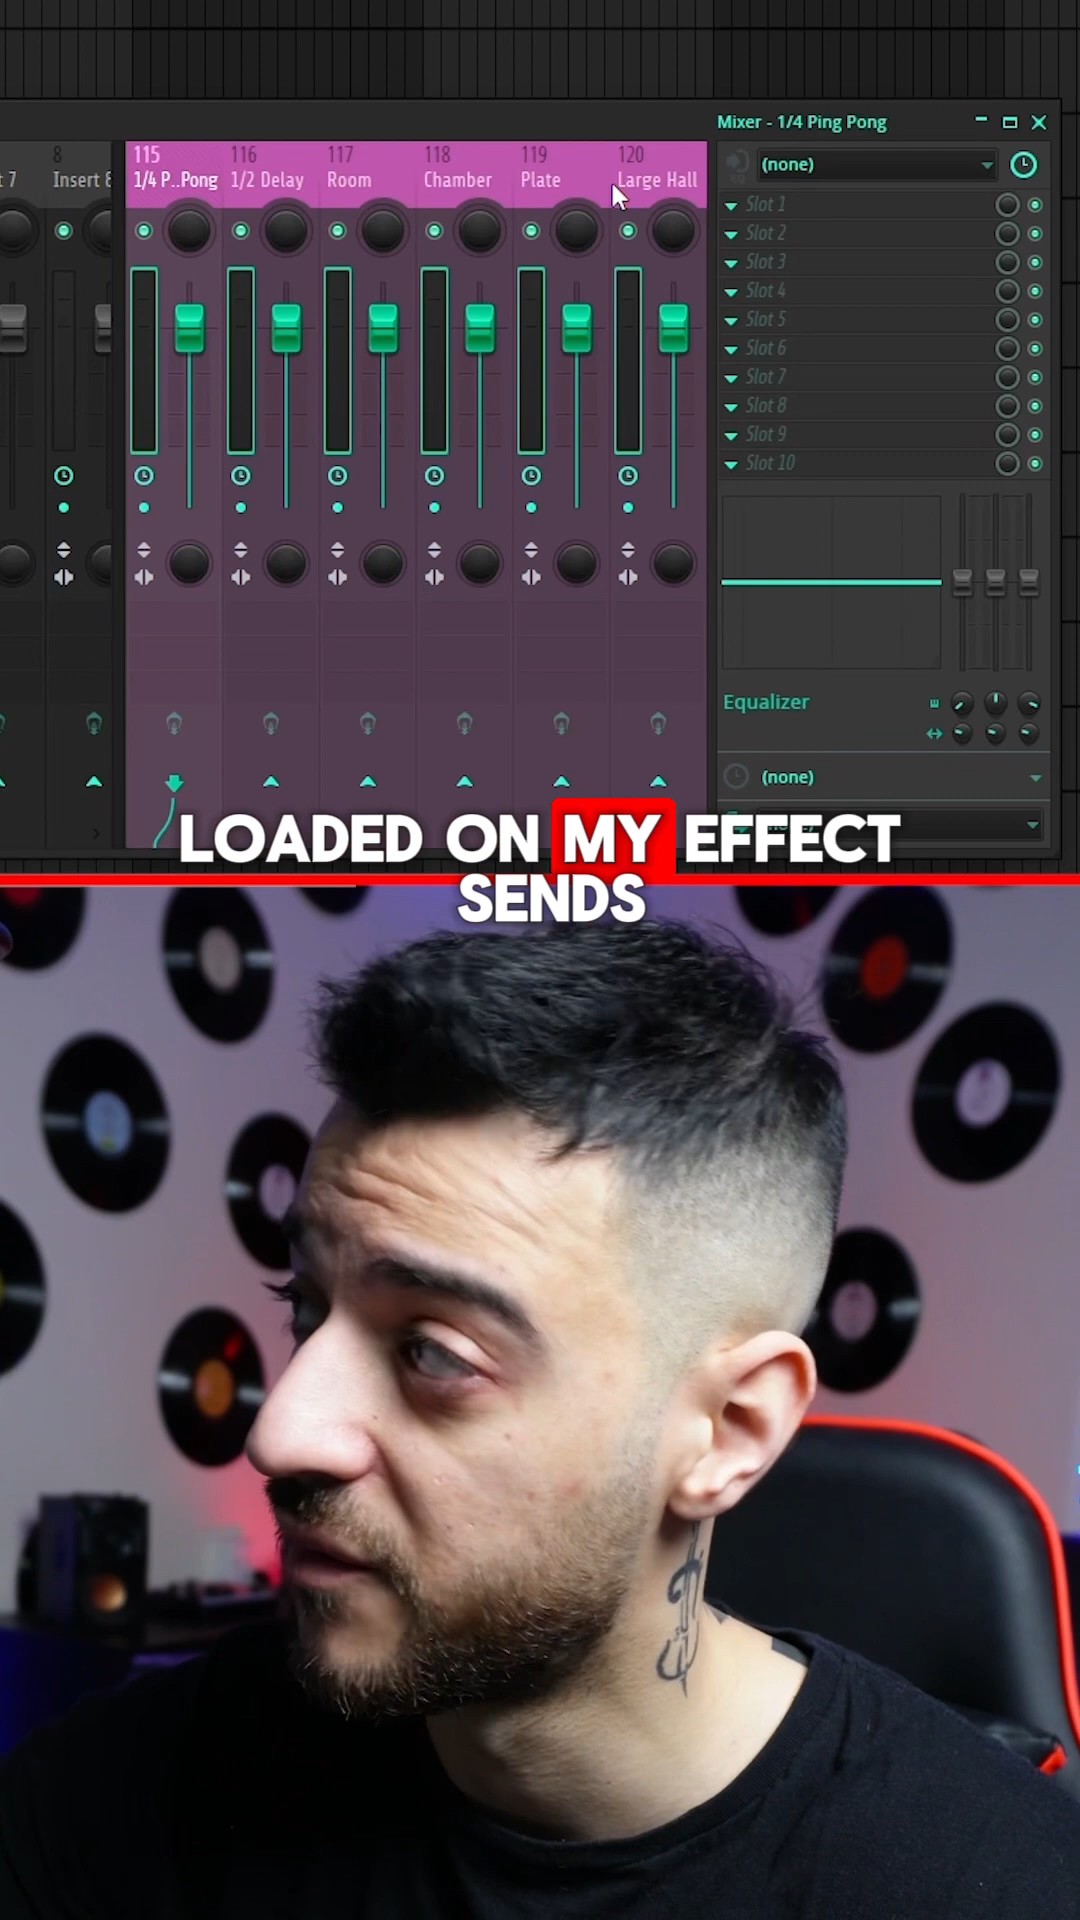 Mixer - 1/4 Ping Pong
8 115 116 117 118 119 120
t 7 Insert 8 1/4 P..Pong 1/2 Delay Room Chamber Plate Large Hall
(none)
Slot 1
Slot 2
Slot 3
Slot 4
Slot 5
Slot 6
Slot 7
Slot 8
Slot 9
Slot 10
Equalizer
(none)
LOADED ON MY EFFECT
SENDS